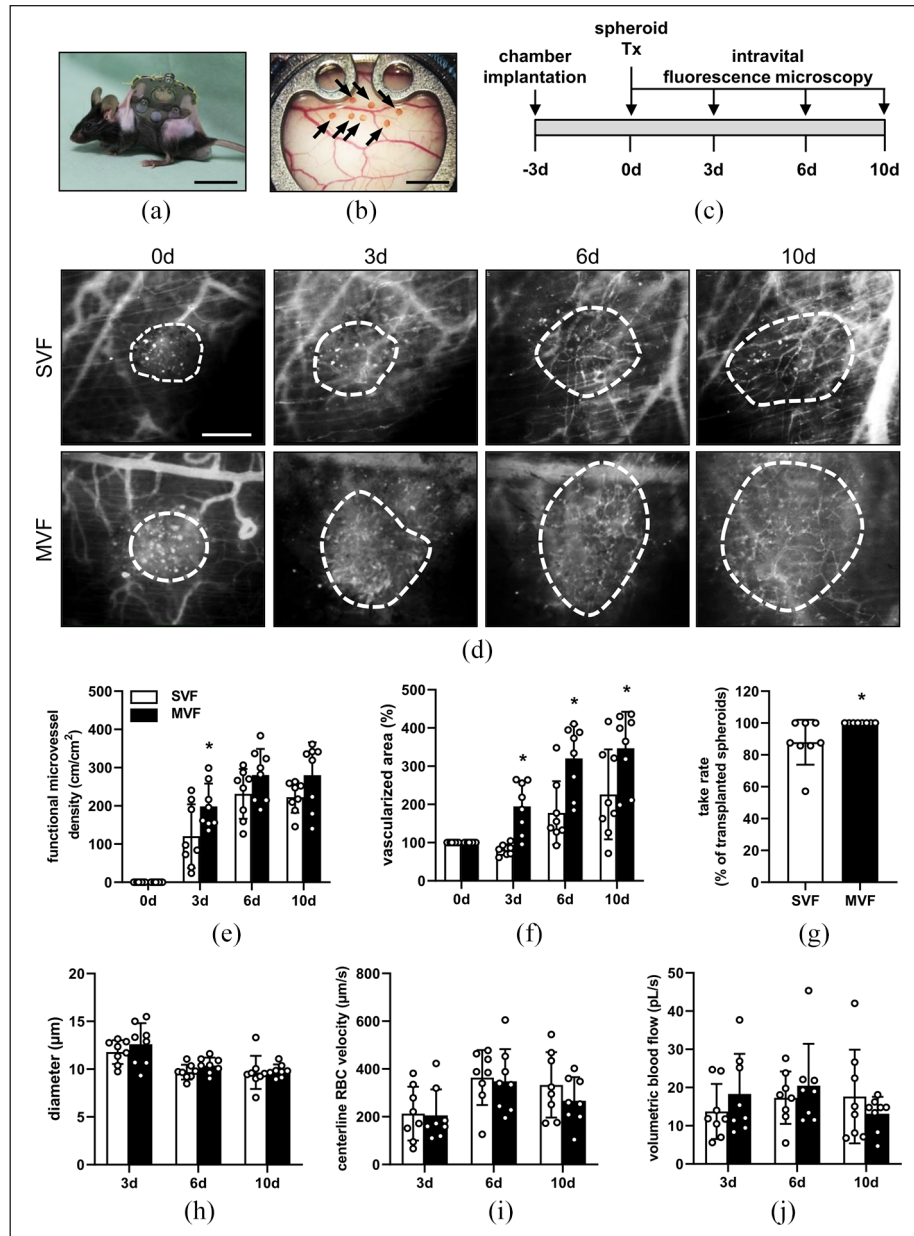 chamber
implantation
spheroid
Tx
intravital
fluorescence microscopy
-3d 0d 3d 6d 10d
(a) (b) (c)
0d 3d 6d 10d
SVF
MVF
(d)
functional microvessel
density (cm/cm²)
500
400
300
200
100
0
SVF
MVF
*
0d 3d 6d 10d
(e)
vascularized area (%)
500
400
300
200
100
0
* * *
0d 3d 6d 10d
(f)
take rate
(% of transplanted spheroids)
120
100
80
60
40
20
0
*
SVF MVF
(g)
diameter (µm)
20
15
10
5
0
3d 6d 10d
(h)
centerline RBC velocity (µm/s)
800
600
400
200
0
3d 6d 10d
(i)
volumetric blood flow (pL/s)
50
40
30
20
10
0
3d 6d 10d
(j)